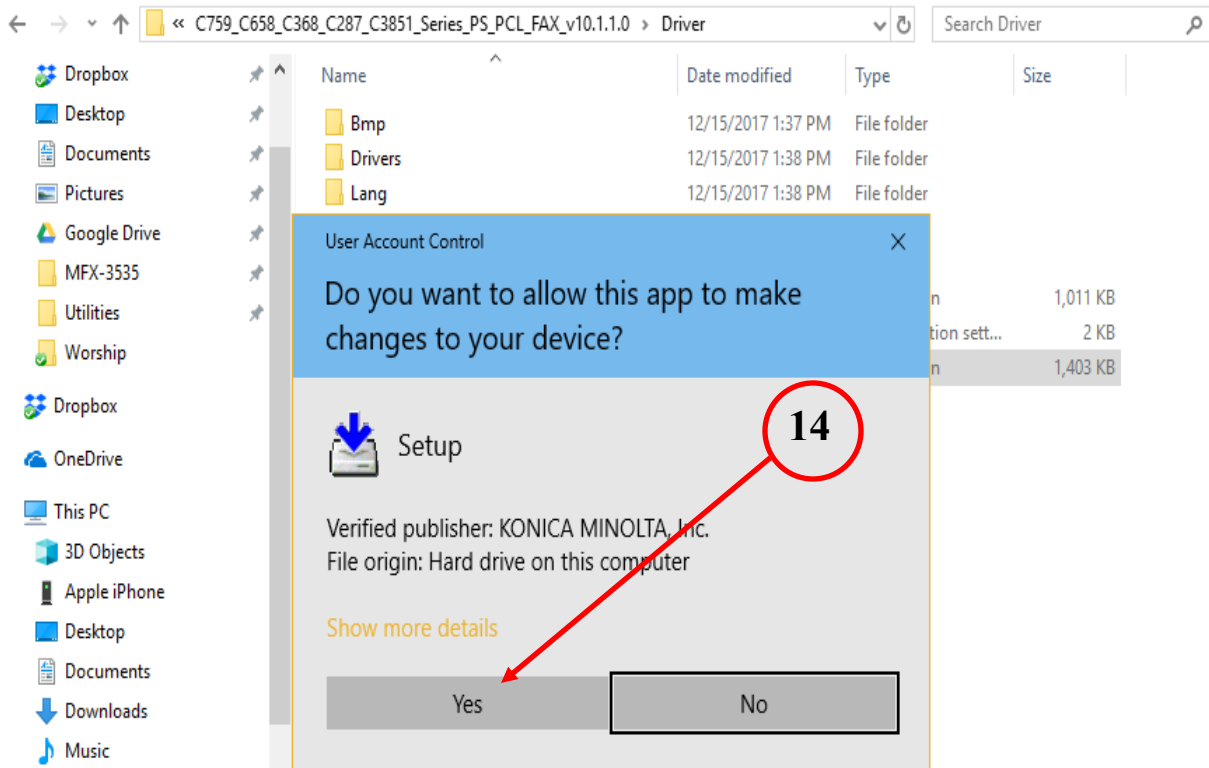 « C759_C658_C368_C287_C3851_Series_PS_PCL_FAX_v10.1.1.0 > Driver
Search Driver
Dropbox
Desktop
Documents
Pictures
Google Drive
MFX-3535
Utilities
Worship
Dropbox
OneDrive
This PC
3D Objects
Apple iPhone
Desktop
Documents
Downloads
Music
Name Date modified Type Size
Bmp 12/15/2017 1:37 PM File folder
Drivers 12/15/2017 1:38 PM File folder
Lang 12/15/2017 1:38 PM File folder
n 1,011 KB
tion sett... 2 KB
n 1,403 KB
User Account Control
Do you want to allow this app to make
changes to your device?
14
Setup
Verified publisher: KONICA MINOLTA, Inc.
File origin: Hard drive on this computer
Show more details
Yes No